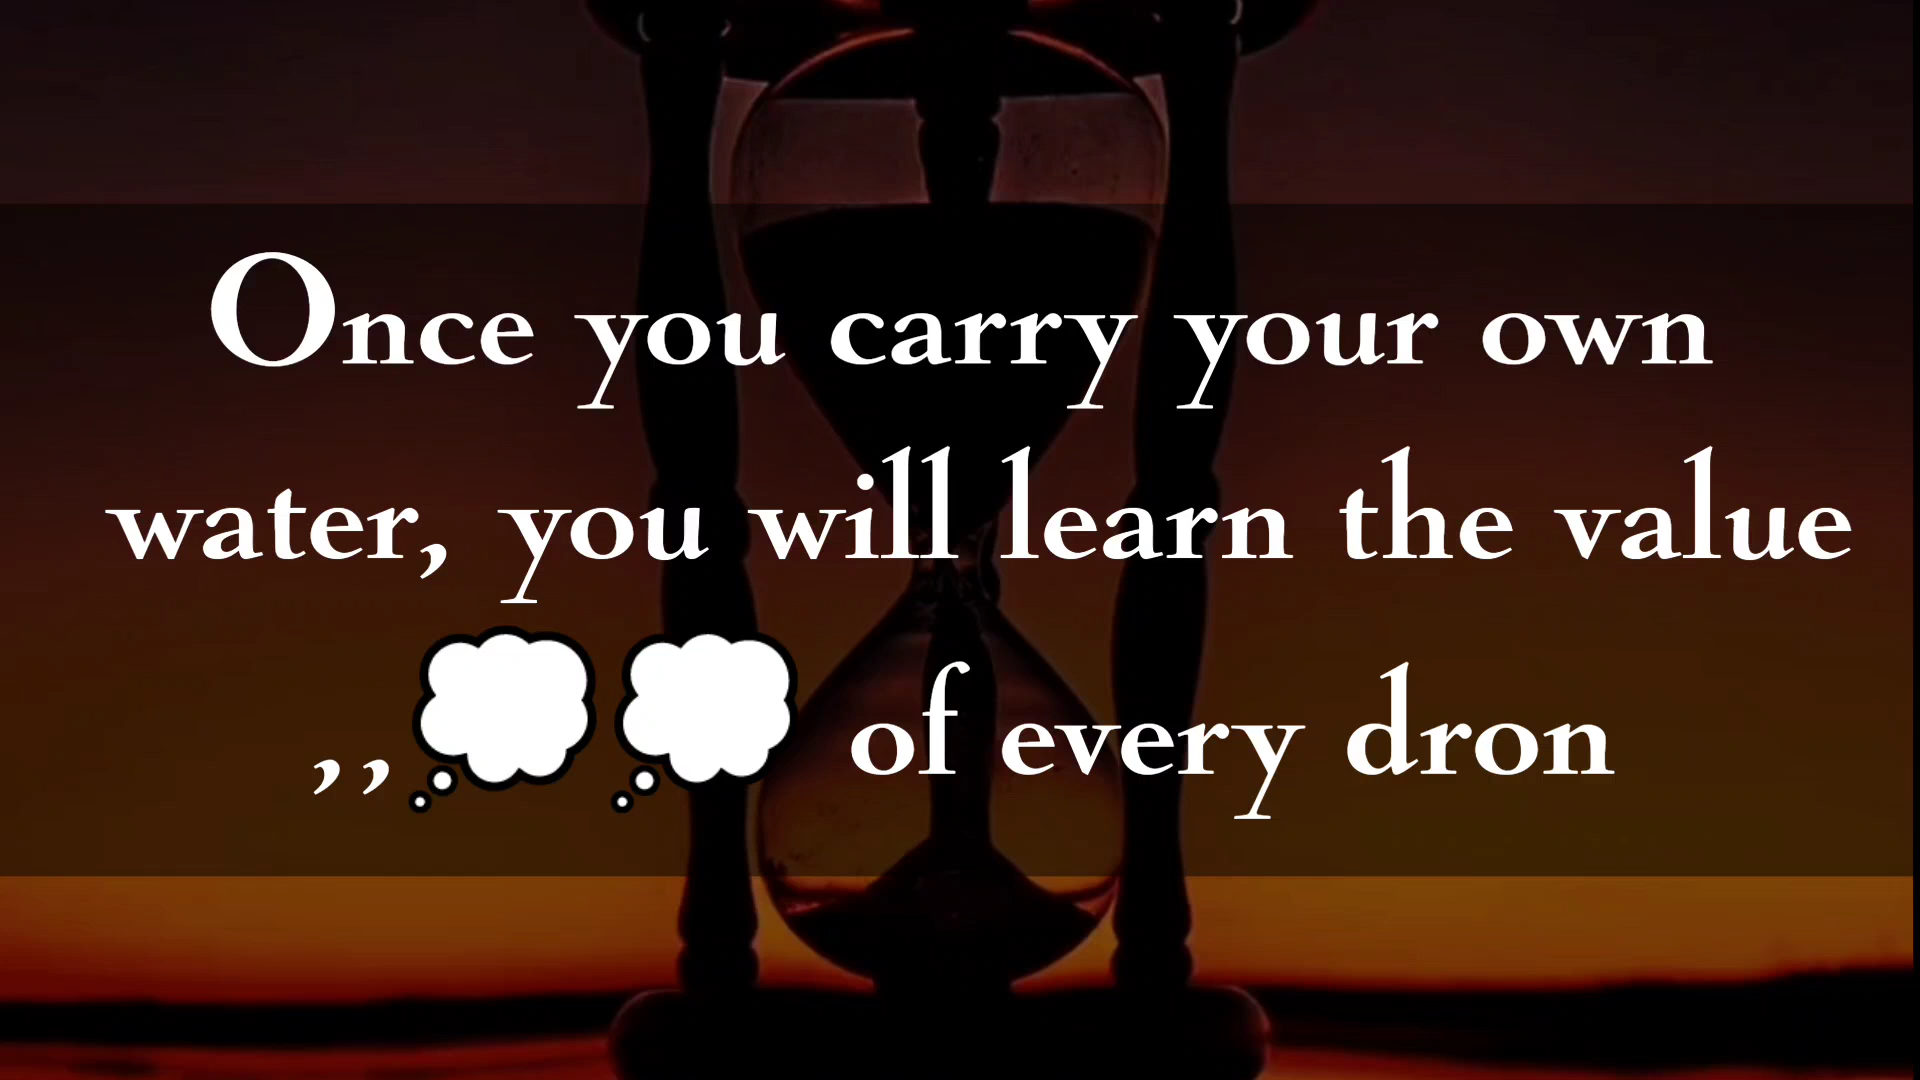 Once you carry your own
water, you will learn the value
,,💭💭 of every dron